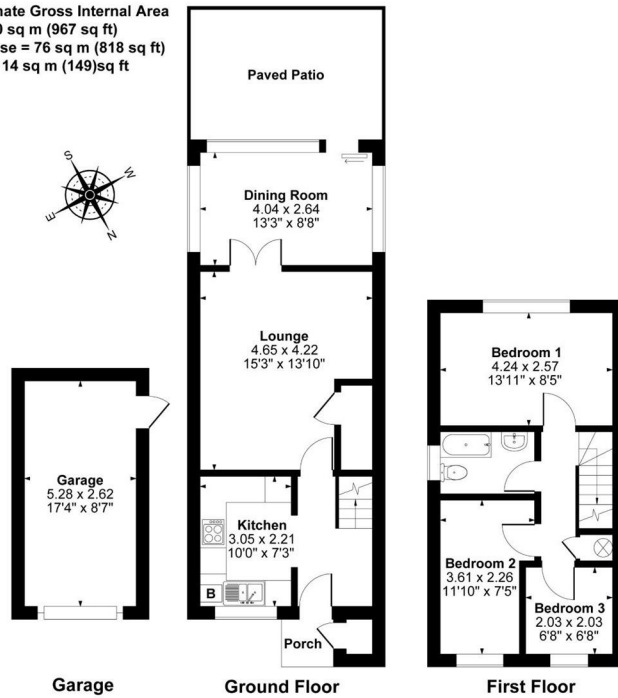 nate Gross Internal Area
0 sq m (967 sq ft)
se = 76 sq m (818 sq ft)
14 sq m (149)sq ft
S
W
E
N
Paved Patio
Dining Room
4.04 x 2.64
13'3" x 8'8"
Lounge
4.65 x 4.22
15'3" x 13'10"
Kitchen
3.05 x 2.21
10'0" x 7'3"
B
Porch
Garage
5.28 x 2.62
17'4" x 8'7"
Bedroom 1
4.24 x 2.57
13'11" x 8'5"
Bedroom 2
3.61 x 2.26
11'10" x 7'5"
Bedroom 3
2.03 x 2.03
6'8" x 6'8"
Garage
Ground Floor
First Floor